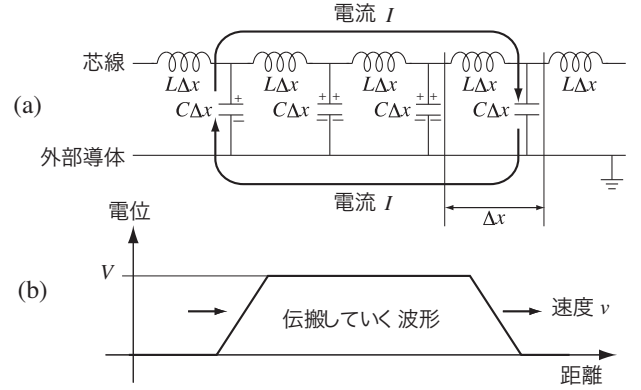 電流 I
芯線
LΔx LΔx LΔx LΔx LΔx
(a)
CΔx CΔx CΔx CΔx
外部導体
電流 I
Δx
電位
V
(b)
伝搬していく波形
速度 v
距離